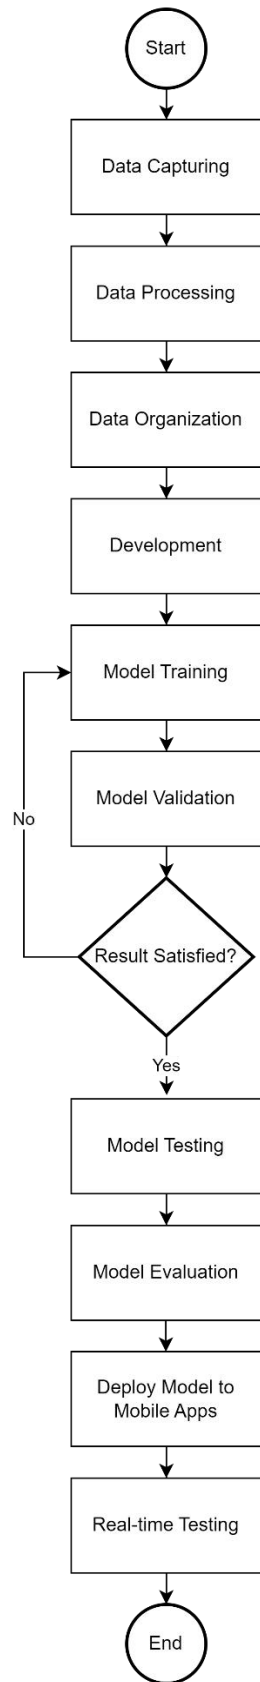 Start
Data Capturing
Data Processing
Data Organization
Development
Model Training
Model Validation
No
Result Satisfied?
Yes
Model Testing
Model Evaluation
Deploy Model to
Mobile Apps
Real-time Testing
End